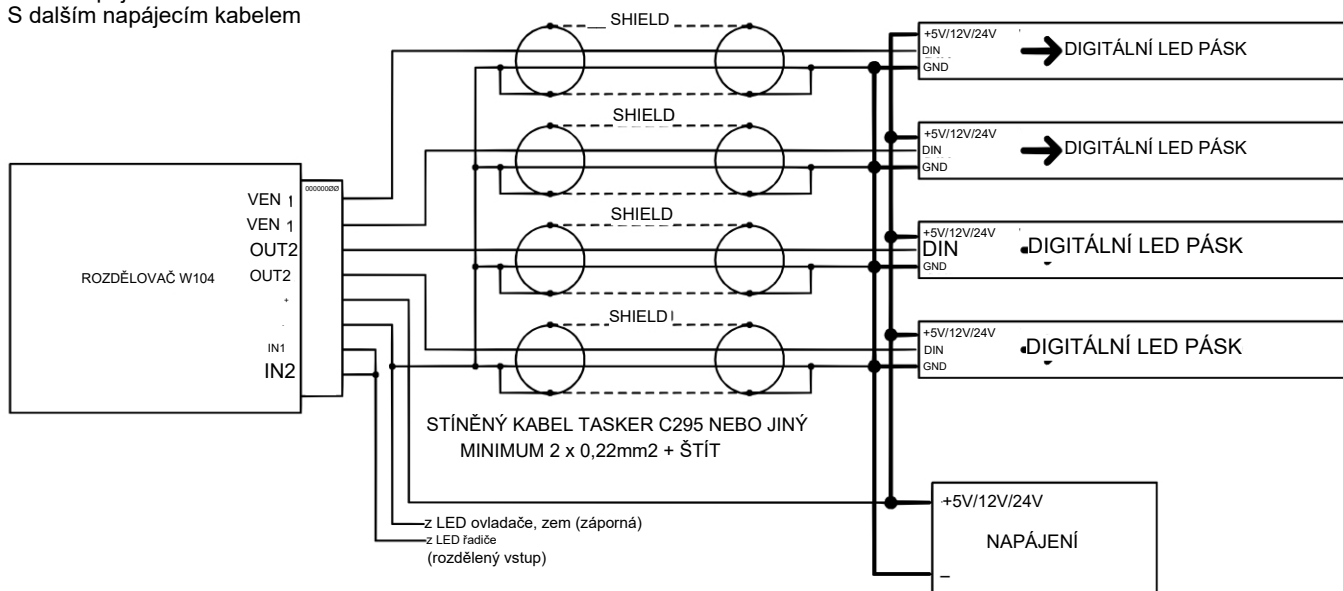 S dalším napájecím kabelem
SHIELD
+5V/12V/24V
DIN
GND
DIGITÁLNÍ LED PÁSK
SHIELD
+5V/12V/24V
DIN
GND
DIGITÁLNÍ LED PÁSK
SHIELD
+5V/12V/24V
DIN
GND
DIGITÁLNÍ LED PÁSK
SHIELD
+5V/12V/24V
DIN
GND
DIGITÁLNÍ LED PÁSK
ROZDĚLOVAČ W104
VEN 1
VEN 1
OUT2
OUT2
+
-
IN1
IN2
STÍNĚNÝ KABEL TASKER C295 NEBO JINÝ
MINIMUM 2 x 0,22mm2 + ŠTÍT
z LED ovladače, zem (záporná)
z LED řadiče
(rozdělený vstup)
+5V/12V/24V
NAPÁJENÍ
–